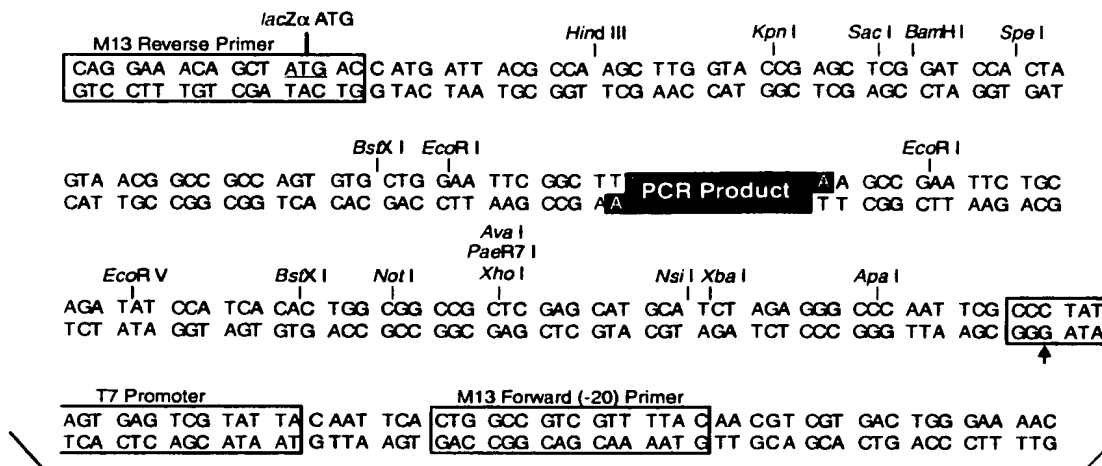 lacZα ATG
M13 Reverse Primer Hind III Kpn I Sac I BamH I Spe I
CAG GAA ACA GCT ATG AC C ATG ATT ACG CCA AGC TTG GTA CCG AGC TCG GAT CCA CTA
GTC CTT TGT CGA TAC TG G TAC TAA TGC GGT TCG AAC CAT GGC TCG AGC CTA GGT GAT
BstX I EcoR I EcoR I
GTA ACG GCC GCC AGT GTG CTG GAA TTC GGC TT PCR Product A A GCC GAA TTC TGC
CAT TGC CGG CGG TCA CAC GAC CTT AAG CCG AA A T T CGG CTT AAG ACG
Ava I
PaeR7 I
EcoR V BstX I Not I Xho I Nsi I Xba I Apa I
AGA TAT CCA TCA CAC TGG CGG CCG CTC GAG CAT GCA TCT AGA GGG CCC AAT TCG CCC TAT
TCT ATA GGT AGT GTG ACC GCC GGC GAG CTC GTA CGT AGA TCT CCC GGG TTA AGC GGG ATA
T7 Promoter M13 Forward (-20) Primer
AGT GAG TCG TAT TA C AAT TCA CTG GCC GTC GTT TTA C AA CGT CGT GAC TGG GAA AAC
TCA CTC AGC ATA AT G TTA AGT GAC CGG CAG CAA AAT G TT GCA GCA CTG ACC CTT TTG